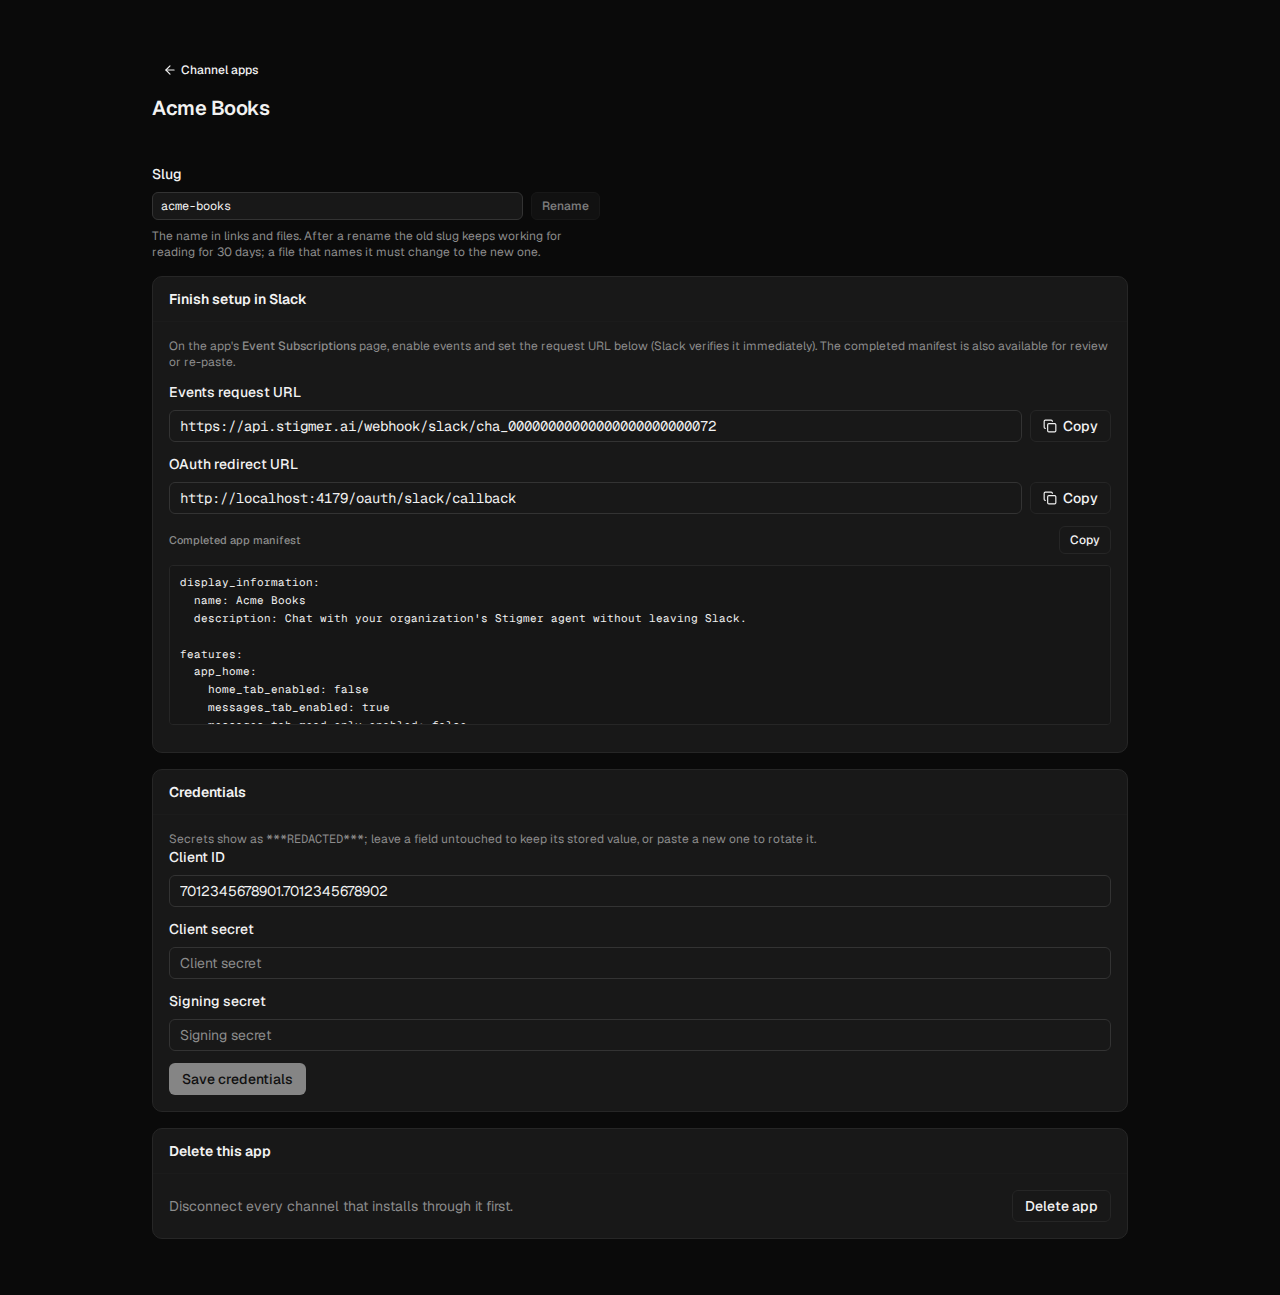 Channel apps
Acme Books
Slug
acme-books
Rename
The name in links and files. After a rename the old slug keeps working for
reading for 30 days; a file that names it must change to the new one.
Finish setup in Slack
On the app's Event Subscriptions page, enable events and set the request URL below (Slack verifies it immediately). The completed manifest is also available for review
or re-paste.
Events request URL
https://api.stigmer.ai/webhook/slack/cha_00000000000000000000000072
Copy
OAuth redirect URL
http://localhost:4179/oauth/slack/callback
Copy
Completed app manifest
Copy
display_information:
  name: Acme Books
  description: Chat with your organization's Stigmer agent without leaving Slack.
features:
  app_home:
    home_tab_enabled: false
    messages_tab_enabled: true
    messages_tab_read_only_enabled: false
Credentials
Secrets show as ***REDACTED***; leave a field untouched to keep its stored value, or paste a new one to rotate it.
Client ID
7012345678901.7012345678902
Client secret
Client secret
Signing secret
Signing secret
Save credentials
Delete this app
Disconnect every channel that installs through it first.
Delete app